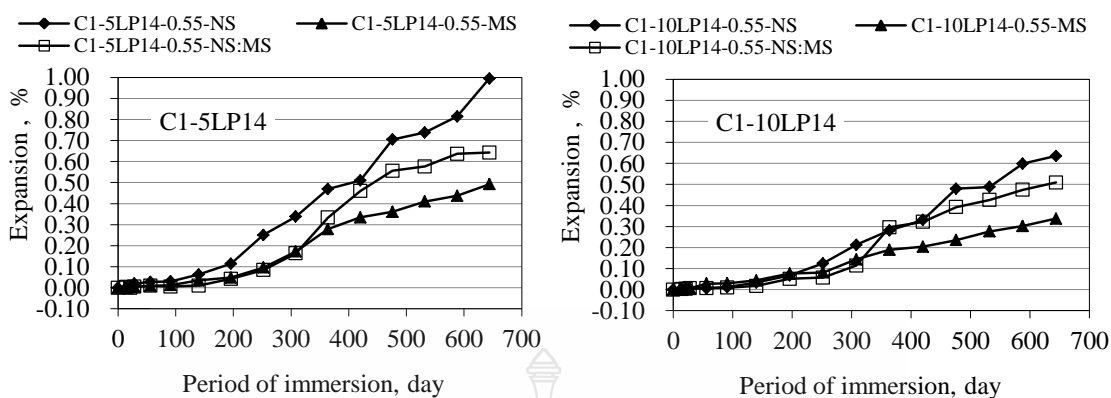 C1-5LP14-0.55-NS C1-5LP14-0.55-MS
C1-5LP14-0.55-NS:MS
1.00
0.90
0.80
0.70
0.60
0.50
0.40
0.30
0.20
0.10
0.00
-0.10
Expansion , %
C1-5LP14
0 100 200 300 400 500 600 700
Period of immersion, day
C1-10LP14-0.55-NS C1-10LP14-0.55-MS
C1-10LP14-0.55-NS:MS
1.00
0.90
0.80
0.70
0.60
0.50
0.40
0.30
0.20
0.10
0.00
-0.10
Expansion , %
C1-10LP14
0 100 200 300 400 500 600 700
Period of immersion, day